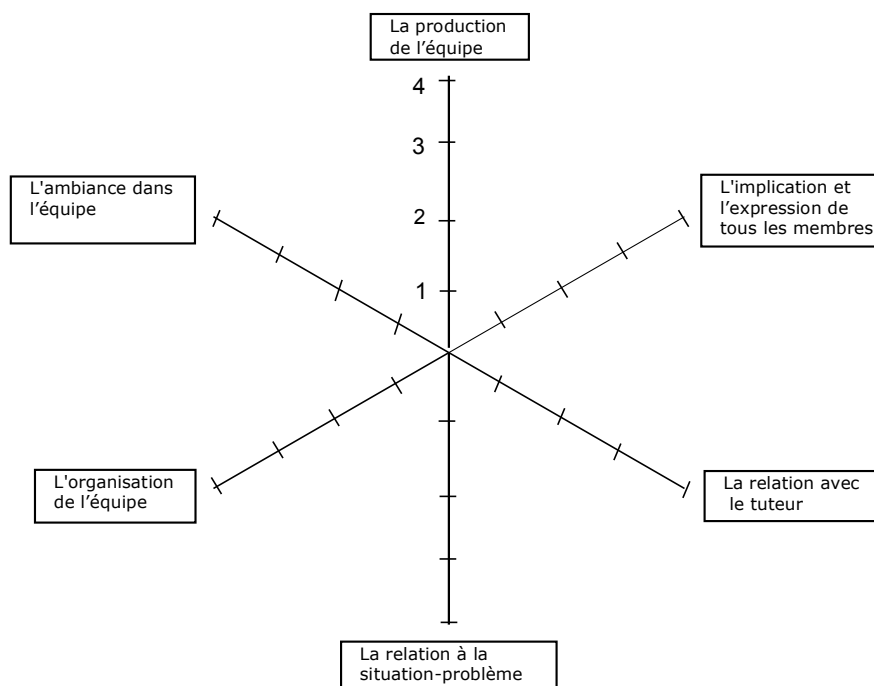 La production
de l’équipe
4
3
2
1
L'ambiance dans
l’équipe
L'implication et
l’expression de
tous les membres
L'organisation
de l’équipe
La relation avec
le tuteur
La relation à la
situation-problème